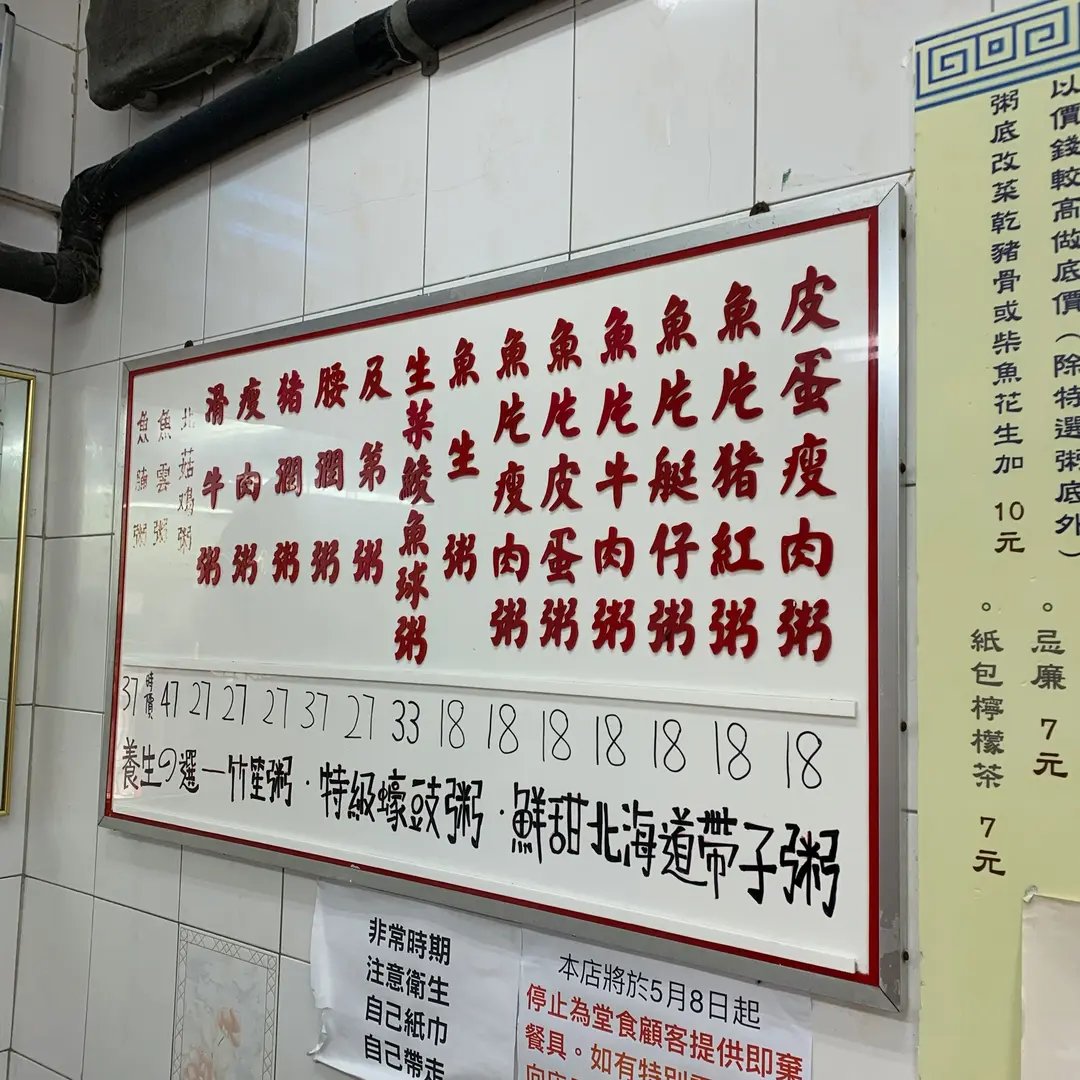 以價錢較高做底價（除特選粥底外）。忌廉 7元
粥底改菜乾豬骨或柴魚花生加 10元。紙包檸檬茶 7元
皮蛋瘦肉粥
魚片猪紅粥
魚片艇仔粥
魚片牛肉粥
魚片皮蛋粥
魚片瘦肉粥
魚生粥
生菜鯪魚球粥
及第粥
腰潤粥
猪潤粥
瘦肉粥
滑牛粥
北菇鸡粥
魚雲粥
魚腩粥
37 時價 47 27 27 27 37 27 33 18 18 18 18 18 18 18
養生の選一竹笙粥·特級蠔豉粥·鮮甜北海道帶子粥
非常時期
注意衛生
自己紙巾
自己帶走
本店將於5月8日起
停止為堂食顧客提供即棄
餐具。如有特別